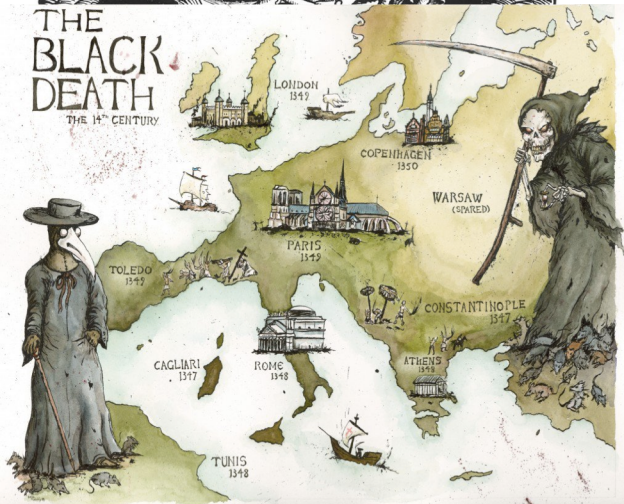 THE
BLACK
DEATH
THE 14TH CENTURY
LONDON
1349
COPENHAGEN
1350
WARSAW
(SPARED)
PARIS
1349
TOLEDO
1349
CONSTANTINOPLE
1347
CAGLIARI
1347
ROME
1348
ATHENS
1348
TUNIS
1348